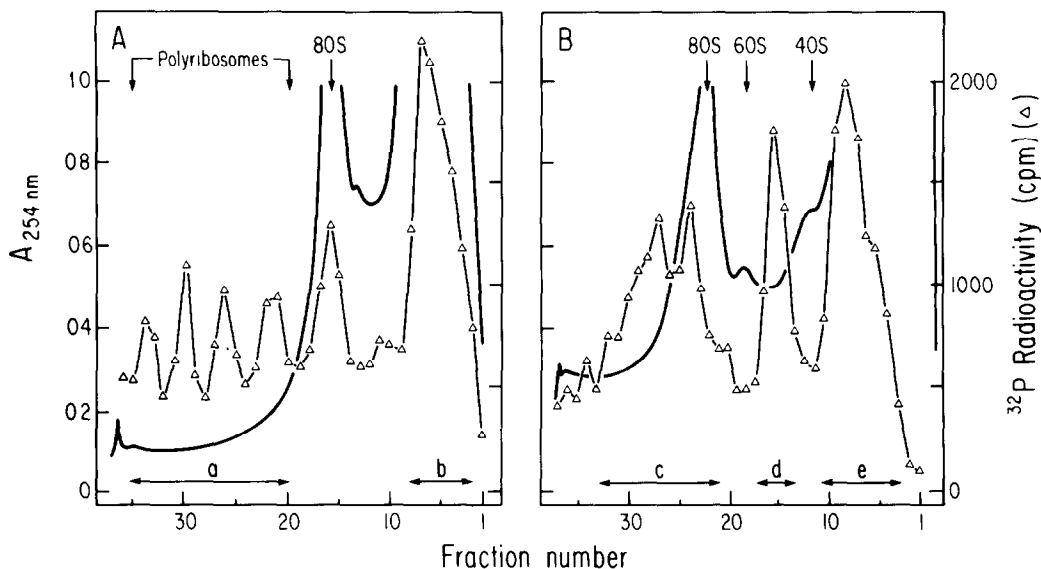 A
B
80S
80S
60S
40S
Polyribosomes
10
08
06
04
02
0
A254 nm
2000
1000
0
32P Radioactivity (cpm) (△)
a
b
c
d
e
30
20
10
1
30
20
10
1
Fraction number